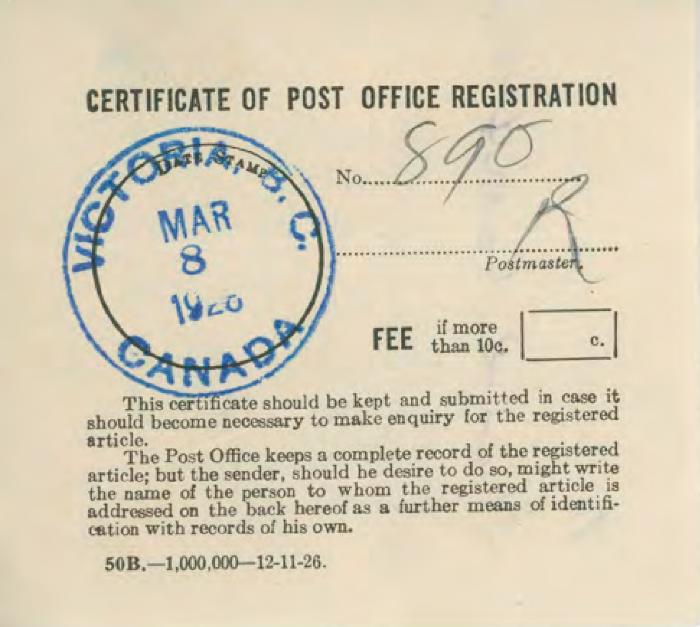 CERTIFICATE OF POST OFFICE REGISTRATION
No. 890
DATE STAMP
VICTORIA, B.C.
MAR
8
CANADA
R
Postmaster.
FEE if more than 10c. c.
This certificate should be kept and submitted in case it
should become necessary to make enquiry for the registered
article.
The Post Office keeps a complete record of the registered
article; but the sender, should be desire to do so, might write
the name of the person to whom the registered article is
addressed on the back hereof as a further means of identifi-
cation with records of his own.
50B.—1,000,000—12-11-26.